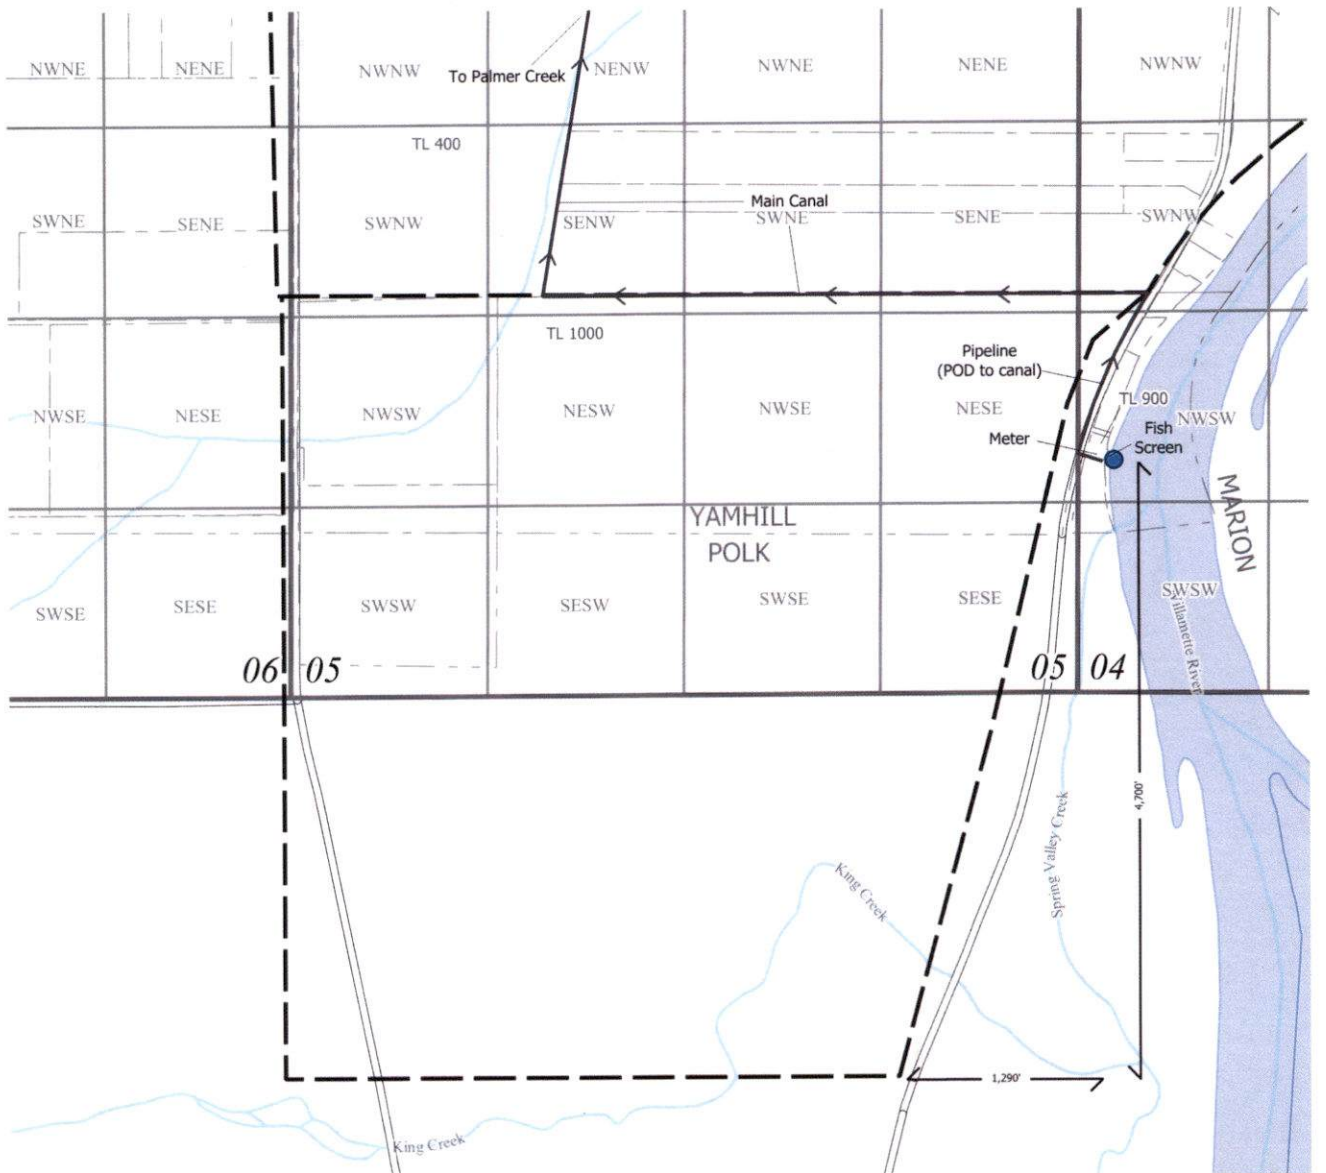 NWNE
NENE
NWNW
To Palmer Creek
NENW
NWNE
NENE
NWNW
TL 400
SWNE
SENE
SWNW
SENW
Main Canal
SWNE
SENE
SWNW
TL 1000
Pipeline
(POD to canal)
TL 900
NWSE
NESE
NWSW
NESW
NWSE
NESE
NWSW
Meter
Fish
Screen
MARION
YAMHILL
POLK
SWSE
SESE
SWSW
SESW
SWSE
SESE
SWSW
Willamette River
06
05
05
04
4,700'
Spring Valley Creek
King Creek
1,290'
King Creek